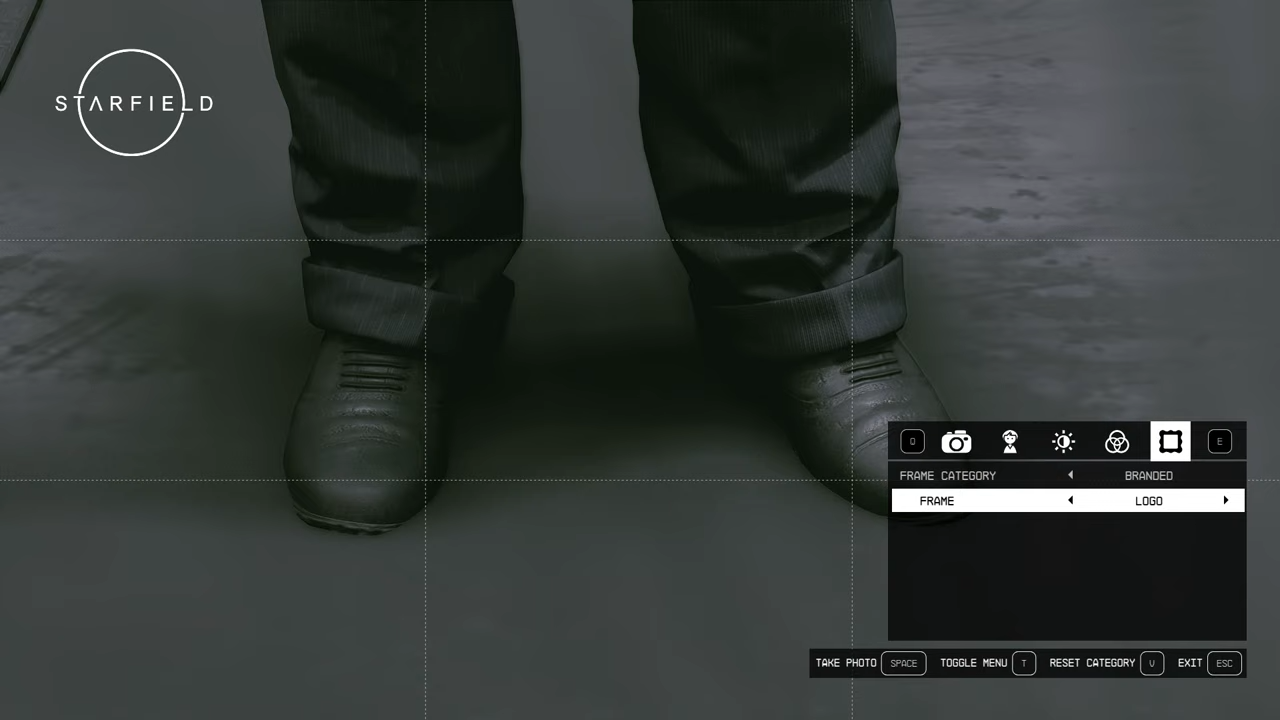 STARFIELD
Q
E
FRAME CATEGORY BRANDED
FRAME LOGO
TAKE PHOTO SPACE TOGGLE MENU T RESET CATEGORY V EXIT ESC